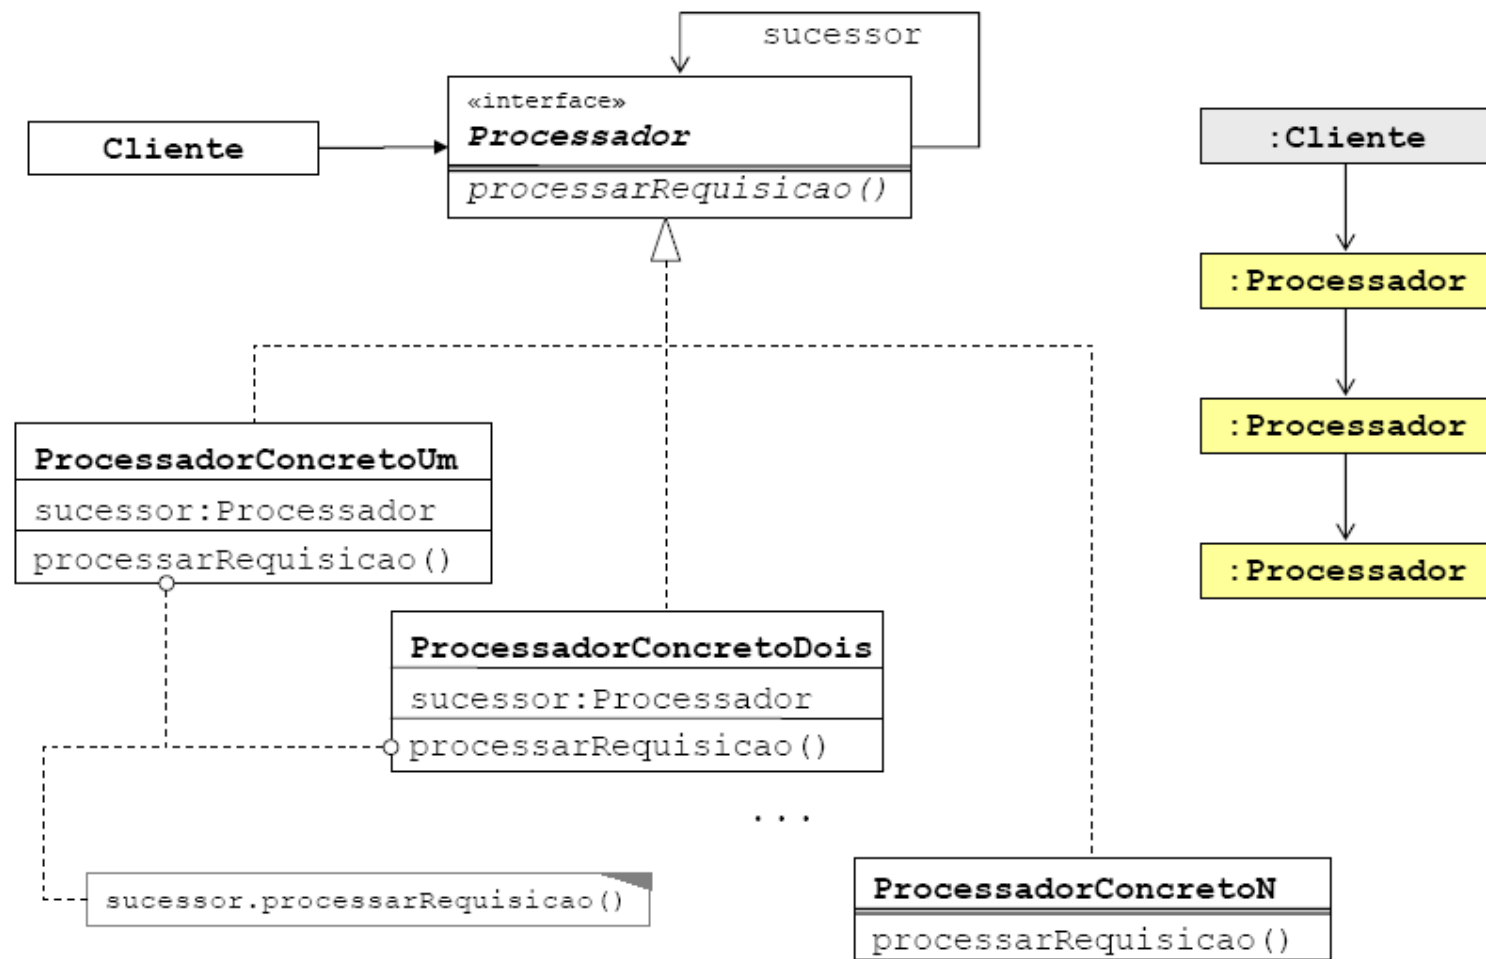 sucessor
«interface»
Processador
processarRequisicao()
Cliente
:Cliente
:Processador
:Processador
:Processador
ProcessadorConcretoUm
sucessor:Processador
processarRequisicao()
ProcessadorConcretoDois
sucessor:Processador
processarRequisicao()
...
sucessor.processarRequisicao()
ProcessadorConcretoN
processarRequisicao()